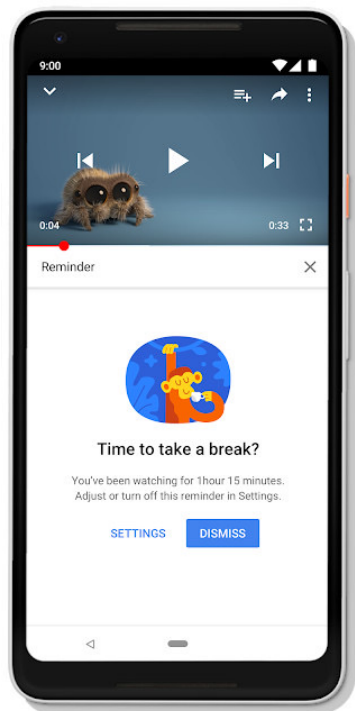 9:00
0:04
0:33
Reminder
Time to take a break?
You've been watching for 1hour 15 minutes.
Adjust or turn off this reminder in Settings.
SETTINGS
DISMISS